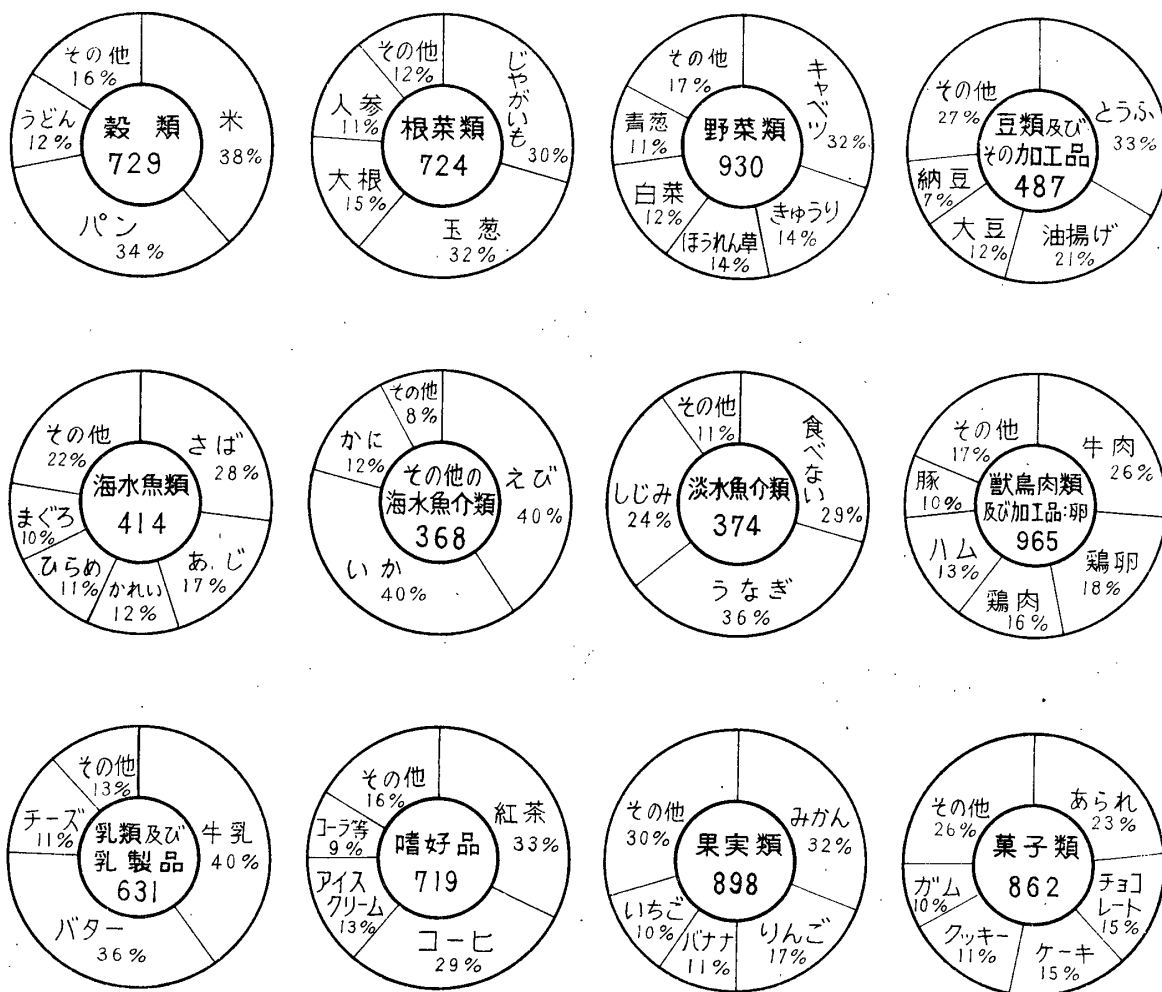 穀類
729
米
38%
パン
34%
うどん
12%
その他
16%
根菜類
724
じゃがいも
30%
玉葱
32%
大根
15%
人参
11%
その他
12%
野菜類
930
キャベツ
32%
きゅうり
14%
ほうれん草
14%
白菜
12%
青葱
11%
その他
17%
豆類及び
その加工品
487
とうふ
33%
油揚げ
21%
大豆
12%
納豆
7%
その他
27%
海水魚類
414
さば
28%
あじ
17%
かれい
12%
ひらめ
11%
まぐろ
10%
その他
22%
その他の
海水魚介類
368
えび
40%
いか
40%
かに
12%
その他
8%
淡水魚介類
374
食べない
29%
うなぎ
36%
しじみ
24%
その他
11%
獣鳥肉類
及び加工品:卵
965
牛肉
26%
鶏卵
18%
鶏肉
16%
ハム
13%
豚
10%
その他
17%
乳類及び
乳製品
631
牛乳
40%
バター
36%
チーズ
11%
その他
13%
嗜好品
719
紅茶
33%
コーヒ
29%
アイス
クリーム
13%
コーラ等
9%
その他
16%
果実類
898
みかん
32%
りんご
17%
バナナ
11%
いちご
10%
その他
30%
菓子類
862
あられ
23%
チョコ
レート
15%
ケーキ
15%
クッキー
11%
ガム
10%
その他
26%